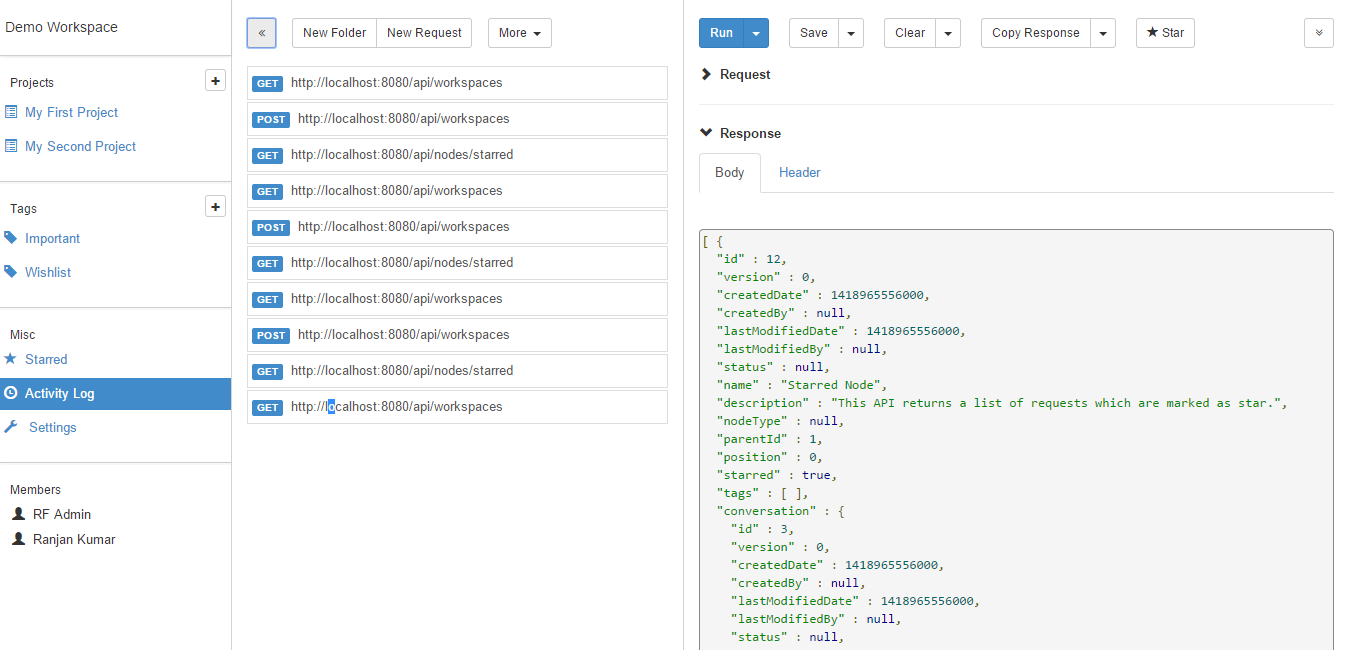 Demo Workspace
Projects +
My First Project
My Second Project
Tags +
Important
Wishlist
Misc
Starred
Activity Log
Settings
Members
RF Admin
Ranjan Kumar
« New Folder New Request More
GET http://localhost:8080/api/workspaces
POST http://localhost:8080/api/workspaces
GET http://localhost:8080/api/nodes/starred
GET http://localhost:8080/api/workspaces
POST http://localhost:8080/api/workspaces
GET http://localhost:8080/api/nodes/starred
GET http://localhost:8080/api/workspaces
POST http://localhost:8080/api/workspaces
GET http://localhost:8080/api/nodes/starred
GET http://localhost:8080/api/workspaces
Run Save Clear Copy Response ★ Star
Request
Response
Body Header
[ {
"id" : 12,
"version" : 0,
"createdDate" : 1418965556000,
"createdBy" : null,
"lastModifiedDate" : 1418965556000,
"lastModifiedBy" : null,
"status" : null,
"name" : "Starred Node",
"description" : "This API returns a list of requests which are marked as star.",
"nodeType" : null,
"parentId" : 1,
"position" : 0,
"starred" : true,
"tags" : [ ],
"conversation" : {
"id" : 3,
"version" : 0,
"createdDate" : 1418965556000,
"createdBy" : null,
"lastModifiedDate" : 1418965556000,
"lastModifiedBy" : null,
"status" : null,